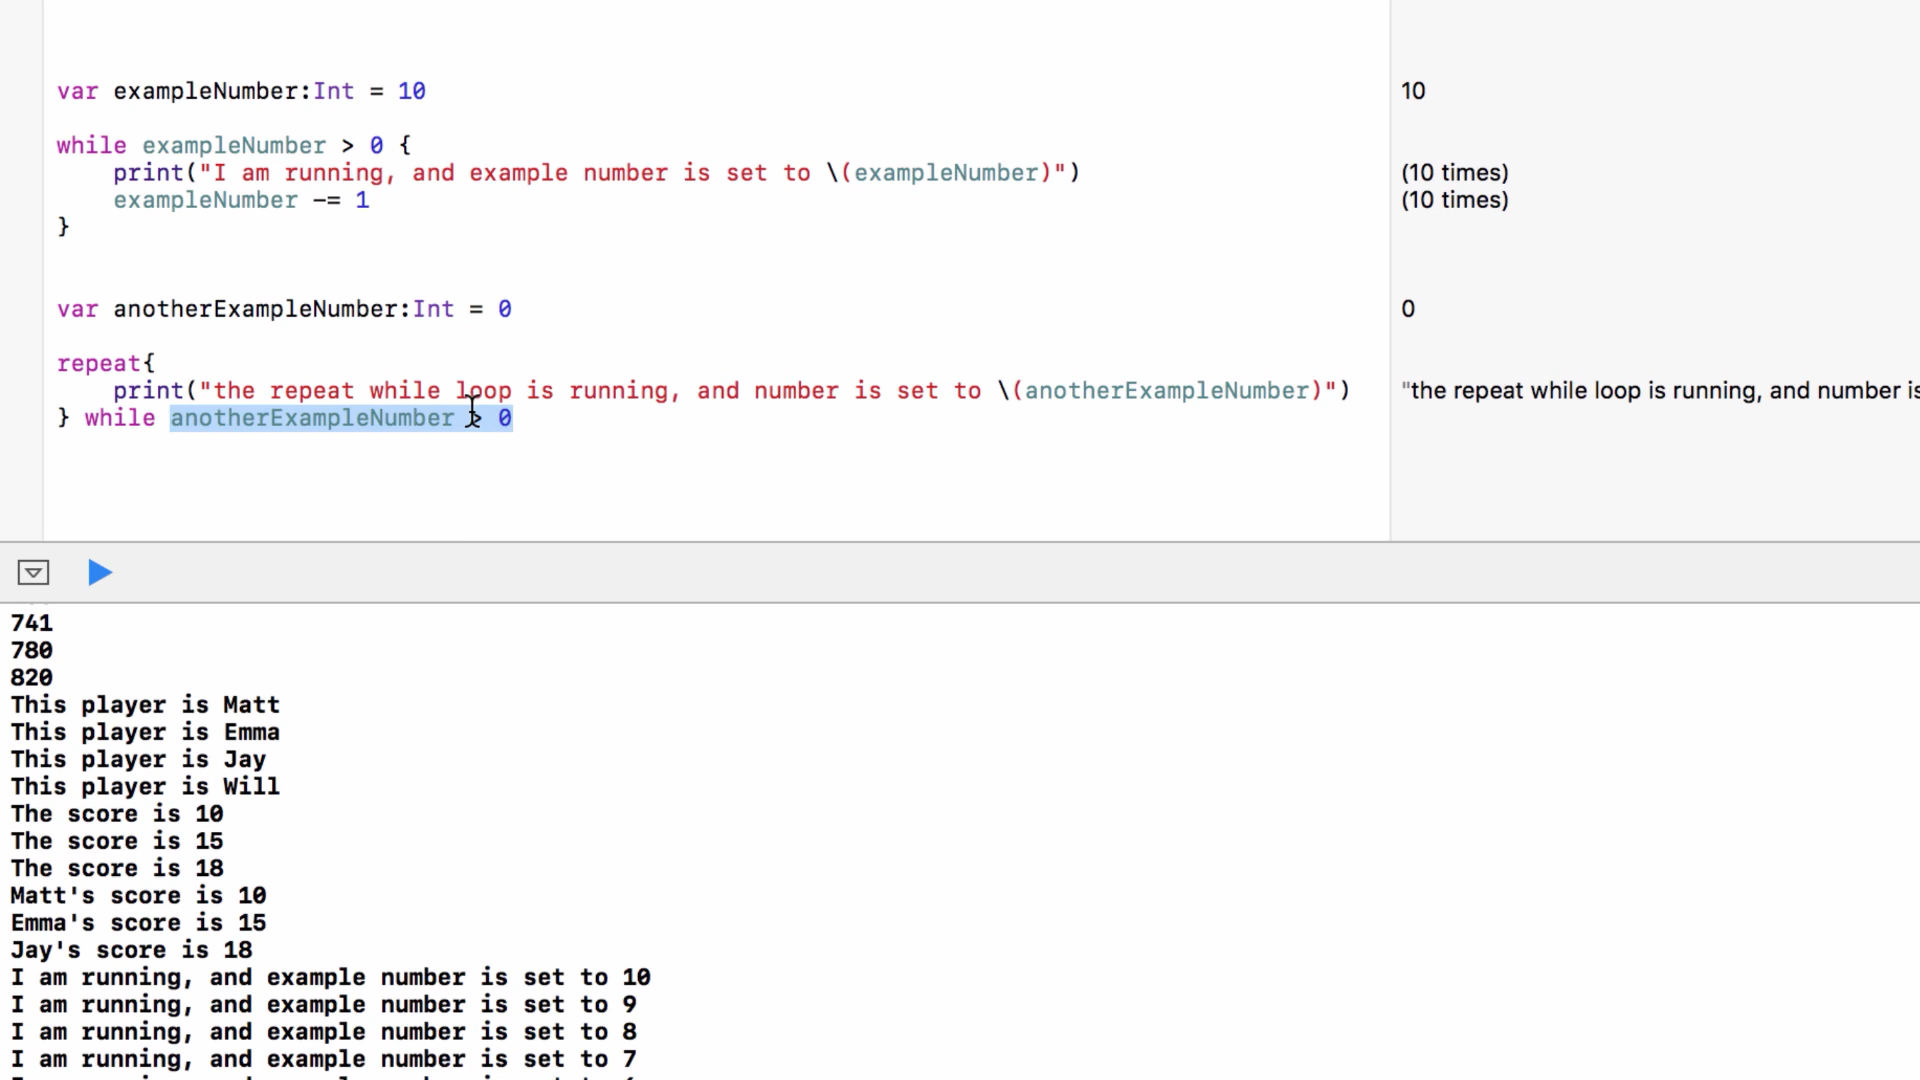 var exampleNumber:Int = 10
10
while exampleNumber > 0 {
print("I am running, and example number is set to \(exampleNumber)")
(10 times)
exampleNumber -= 1
(10 times)
}
var anotherExampleNumber:Int = 0
0
repeat{
print("the repeat while loop is running, and number is set to \(anotherExampleNumber)")
"the repeat while loop is running, and number is
} while anotherExampleNumber > 0
741
780
820
This player is Matt
This player is Emma
This player is Jay
This player is Will
The score is 10
The score is 15
The score is 18
Matt's score is 10
Emma's score is 15
Jay's score is 18
I am running, and example number is set to 10
I am running, and example number is set to 9
I am running, and example number is set to 8
I am running, and example number is set to 7